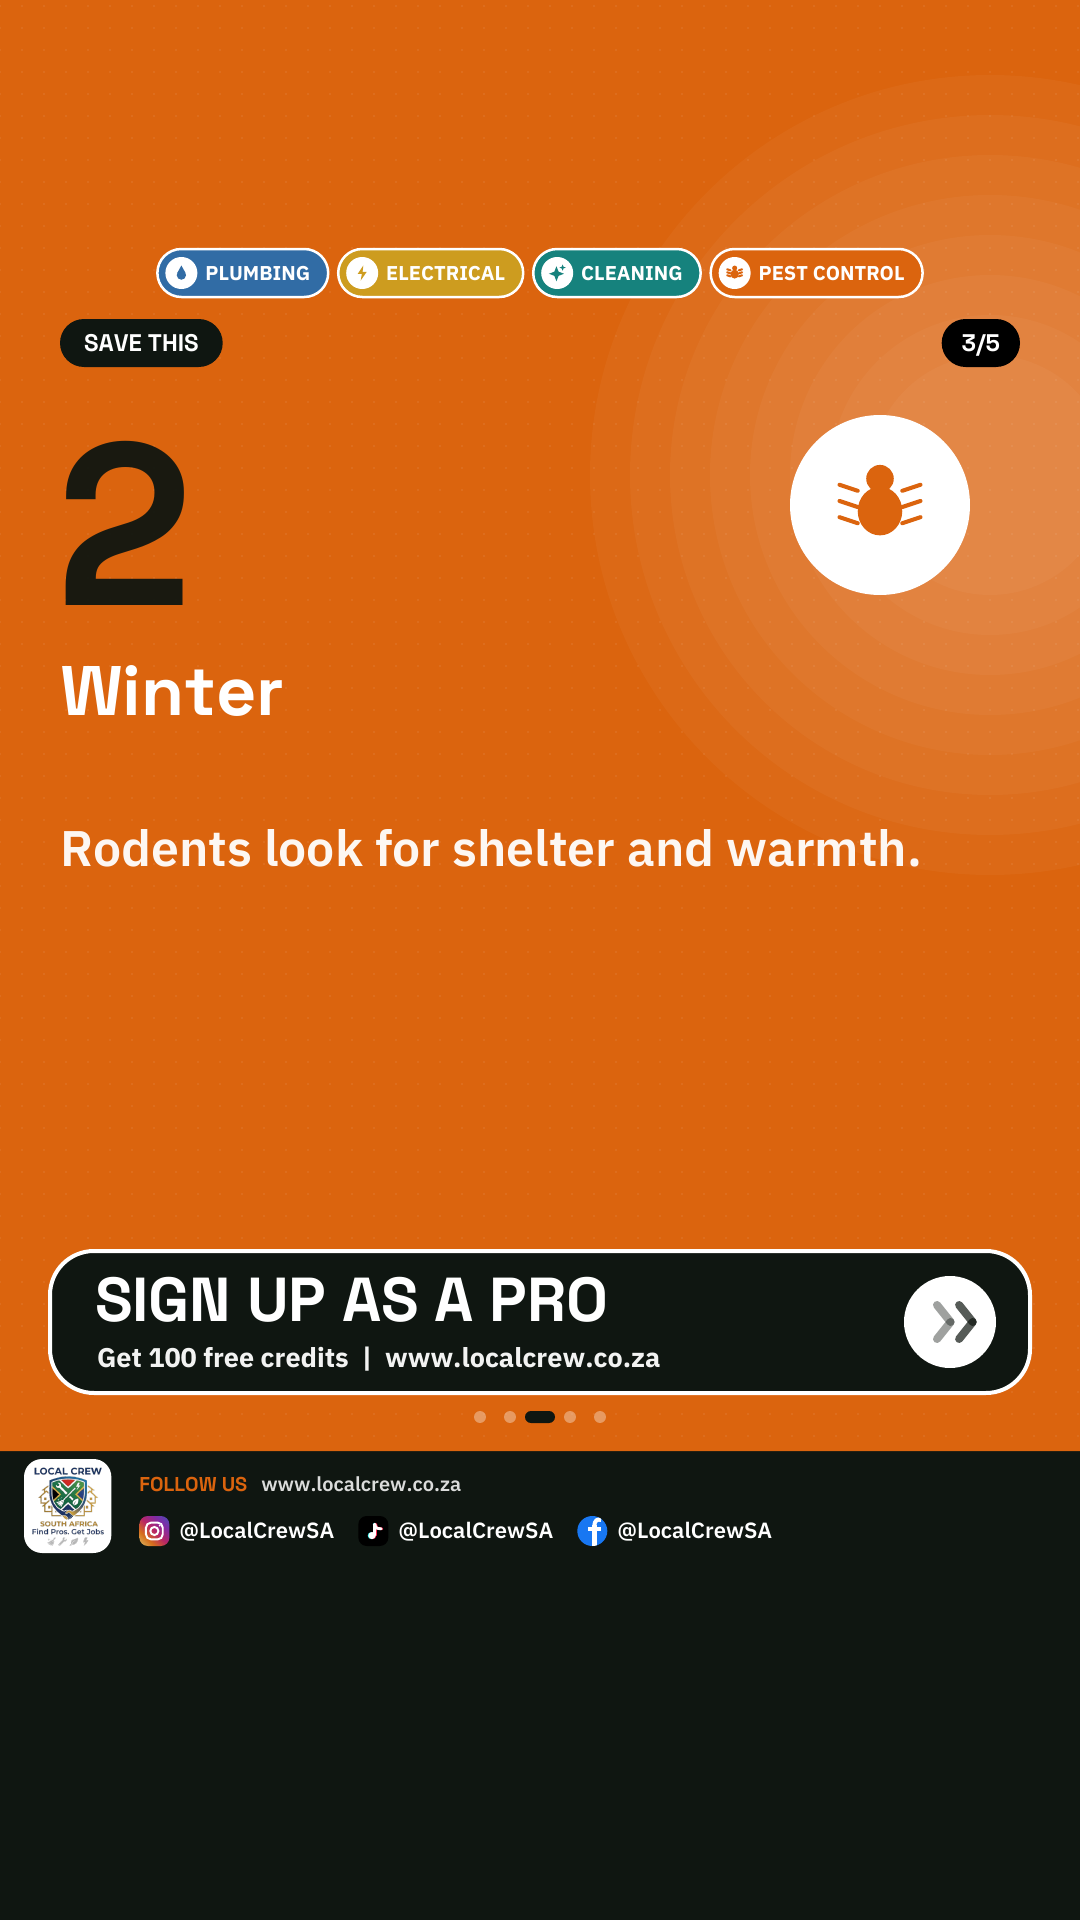 PLUMBING ELECTRICAL CLEANING PEST CONTROL
SAVE THIS
3/5
2
Winter
Rodents look for shelter and warmth.
SIGN UP AS A PRO
Get 100 free credits | www.localcrew.co.za
LOCAL CREW
SOUTH AFRICA
Find Pros. Get Jobs
FOLLOW US www.localcrew.co.za
@LocalCrewSA @LocalCrewSA @LocalCrewSA